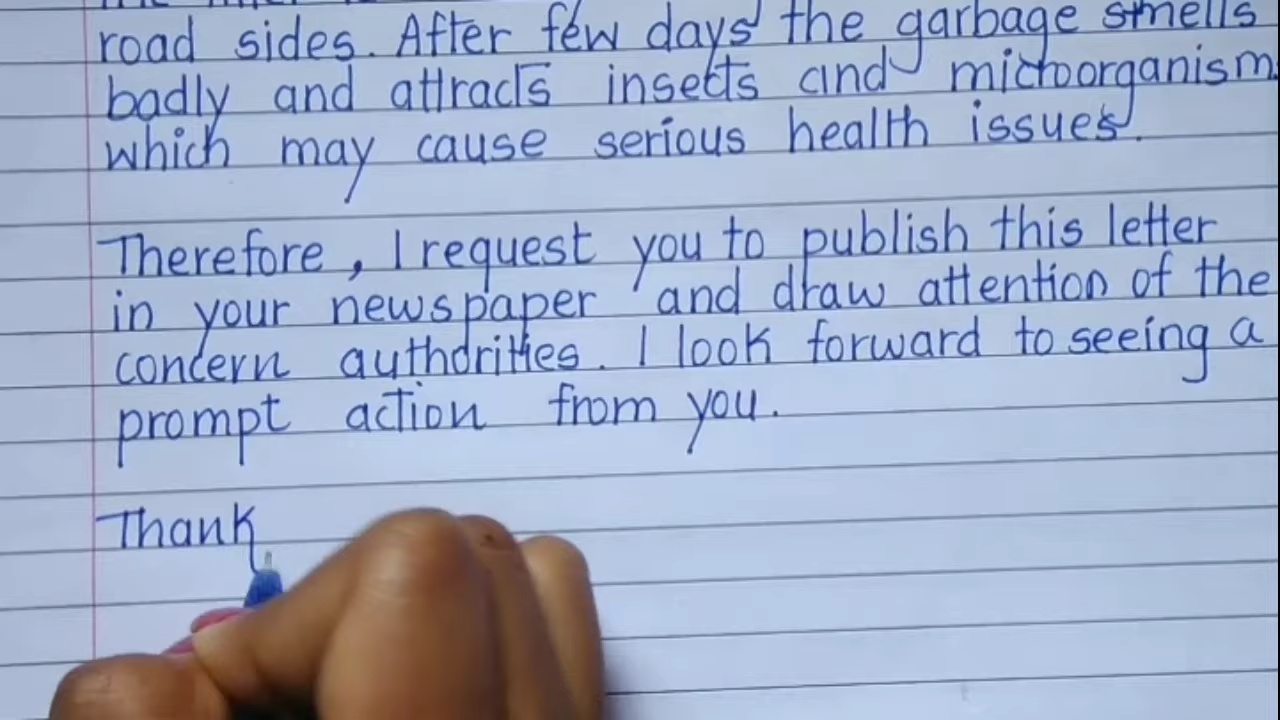 road sides. After few days the garbage smells
badly and attracts insects and microorganism
which may cause serious health issues.
Therefore, I request you to publish this letter
in your newspaper and draw attention of the
concern authorities. I look forward to seeing a
prompt action from you.
Thank